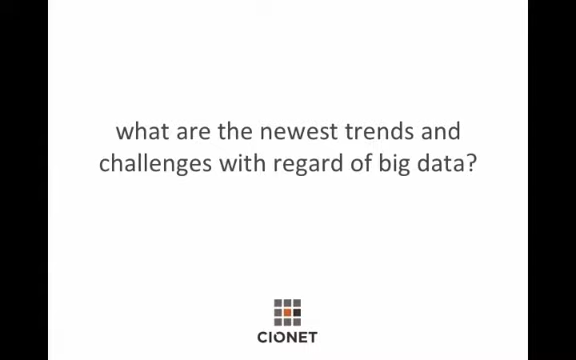 what are the newest trends and
challenges with regard of big data?
CIONET